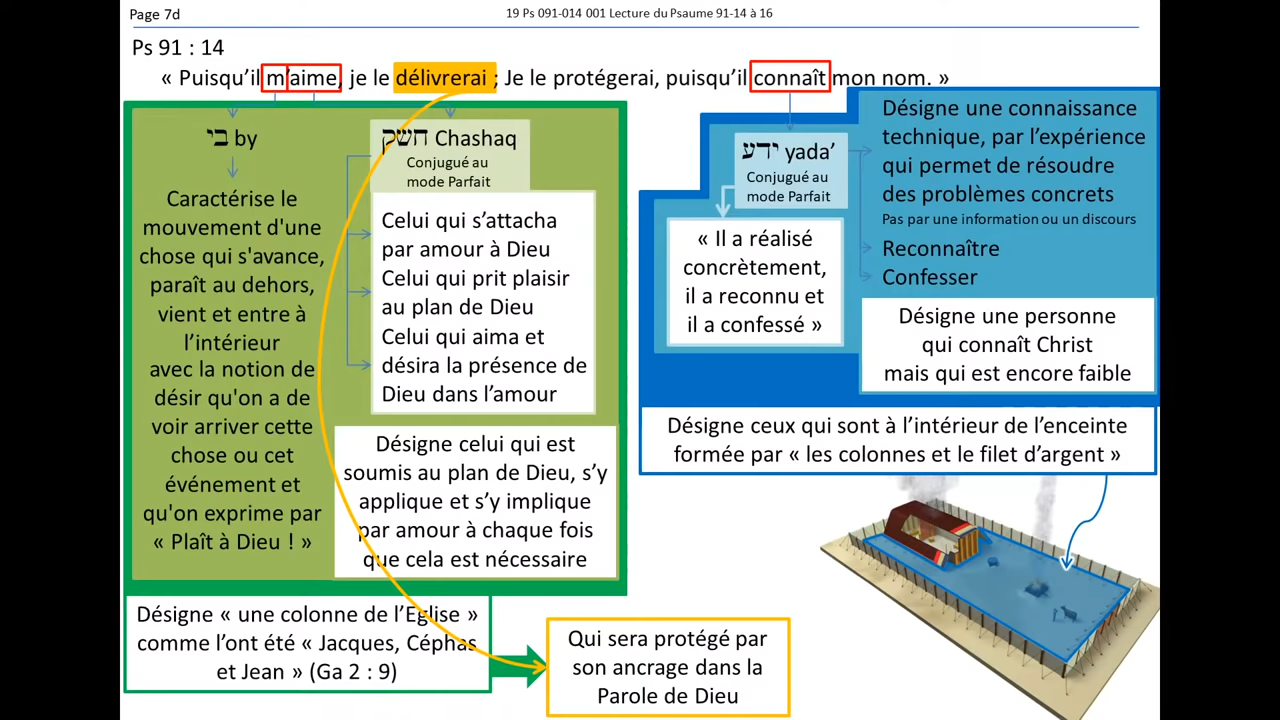 Page 7d
19 Ps 091-014 001 Lecture du Psaume 91-14 à 16
Ps 91 : 14
« Puisqu'il m'aime, je le délivrerai ; Je le protégerai, puisqu'il connaît mon nom. »
בי by
Caractérise le
mouvement d'une
chose qui s'avance,
paraît au dehors,
vient et entre à
l'intérieur
avec la notion de
désir qu'on a de
voir arriver cette
chose ou cet
événement et
qu'on exprime par
« Plaît à Dieu ! »
חשק Chashaq
Conjugué au
mode Parfait
Celui qui s'attacha
par amour à Dieu
Celui qui prit plaisir
au plan de Dieu
Celui qui aima et
désira la présence de
Dieu dans l'amour
Désigne celui qui est
soumis au plan de Dieu, s'y
applique et s'y implique
par amour à chaque fois
que cela est nécessaire
Désigne « une colonne de l'Eglise »
comme l'ont été « Jacques, Céphas
et Jean » (Ga 2 : 9)
Qui sera protégé par
son ancrage dans la
Parole de Dieu
ידע yada'
Conjugué au
mode Parfait
« Il a réalisé
concrètement,
il a reconnu et
il a confessé »
Désigne une connaissance
technique, par l'expérience
qui permet de résoudre
des problèmes concrets
Pas par une information ou un discours
Reconnaître
Confesser
Désigne une personne
qui connaît Christ
mais qui est encore faible
Désigne ceux qui sont à l'intérieur de l'enceinte
formée par « les colonnes et le filet d'argent »